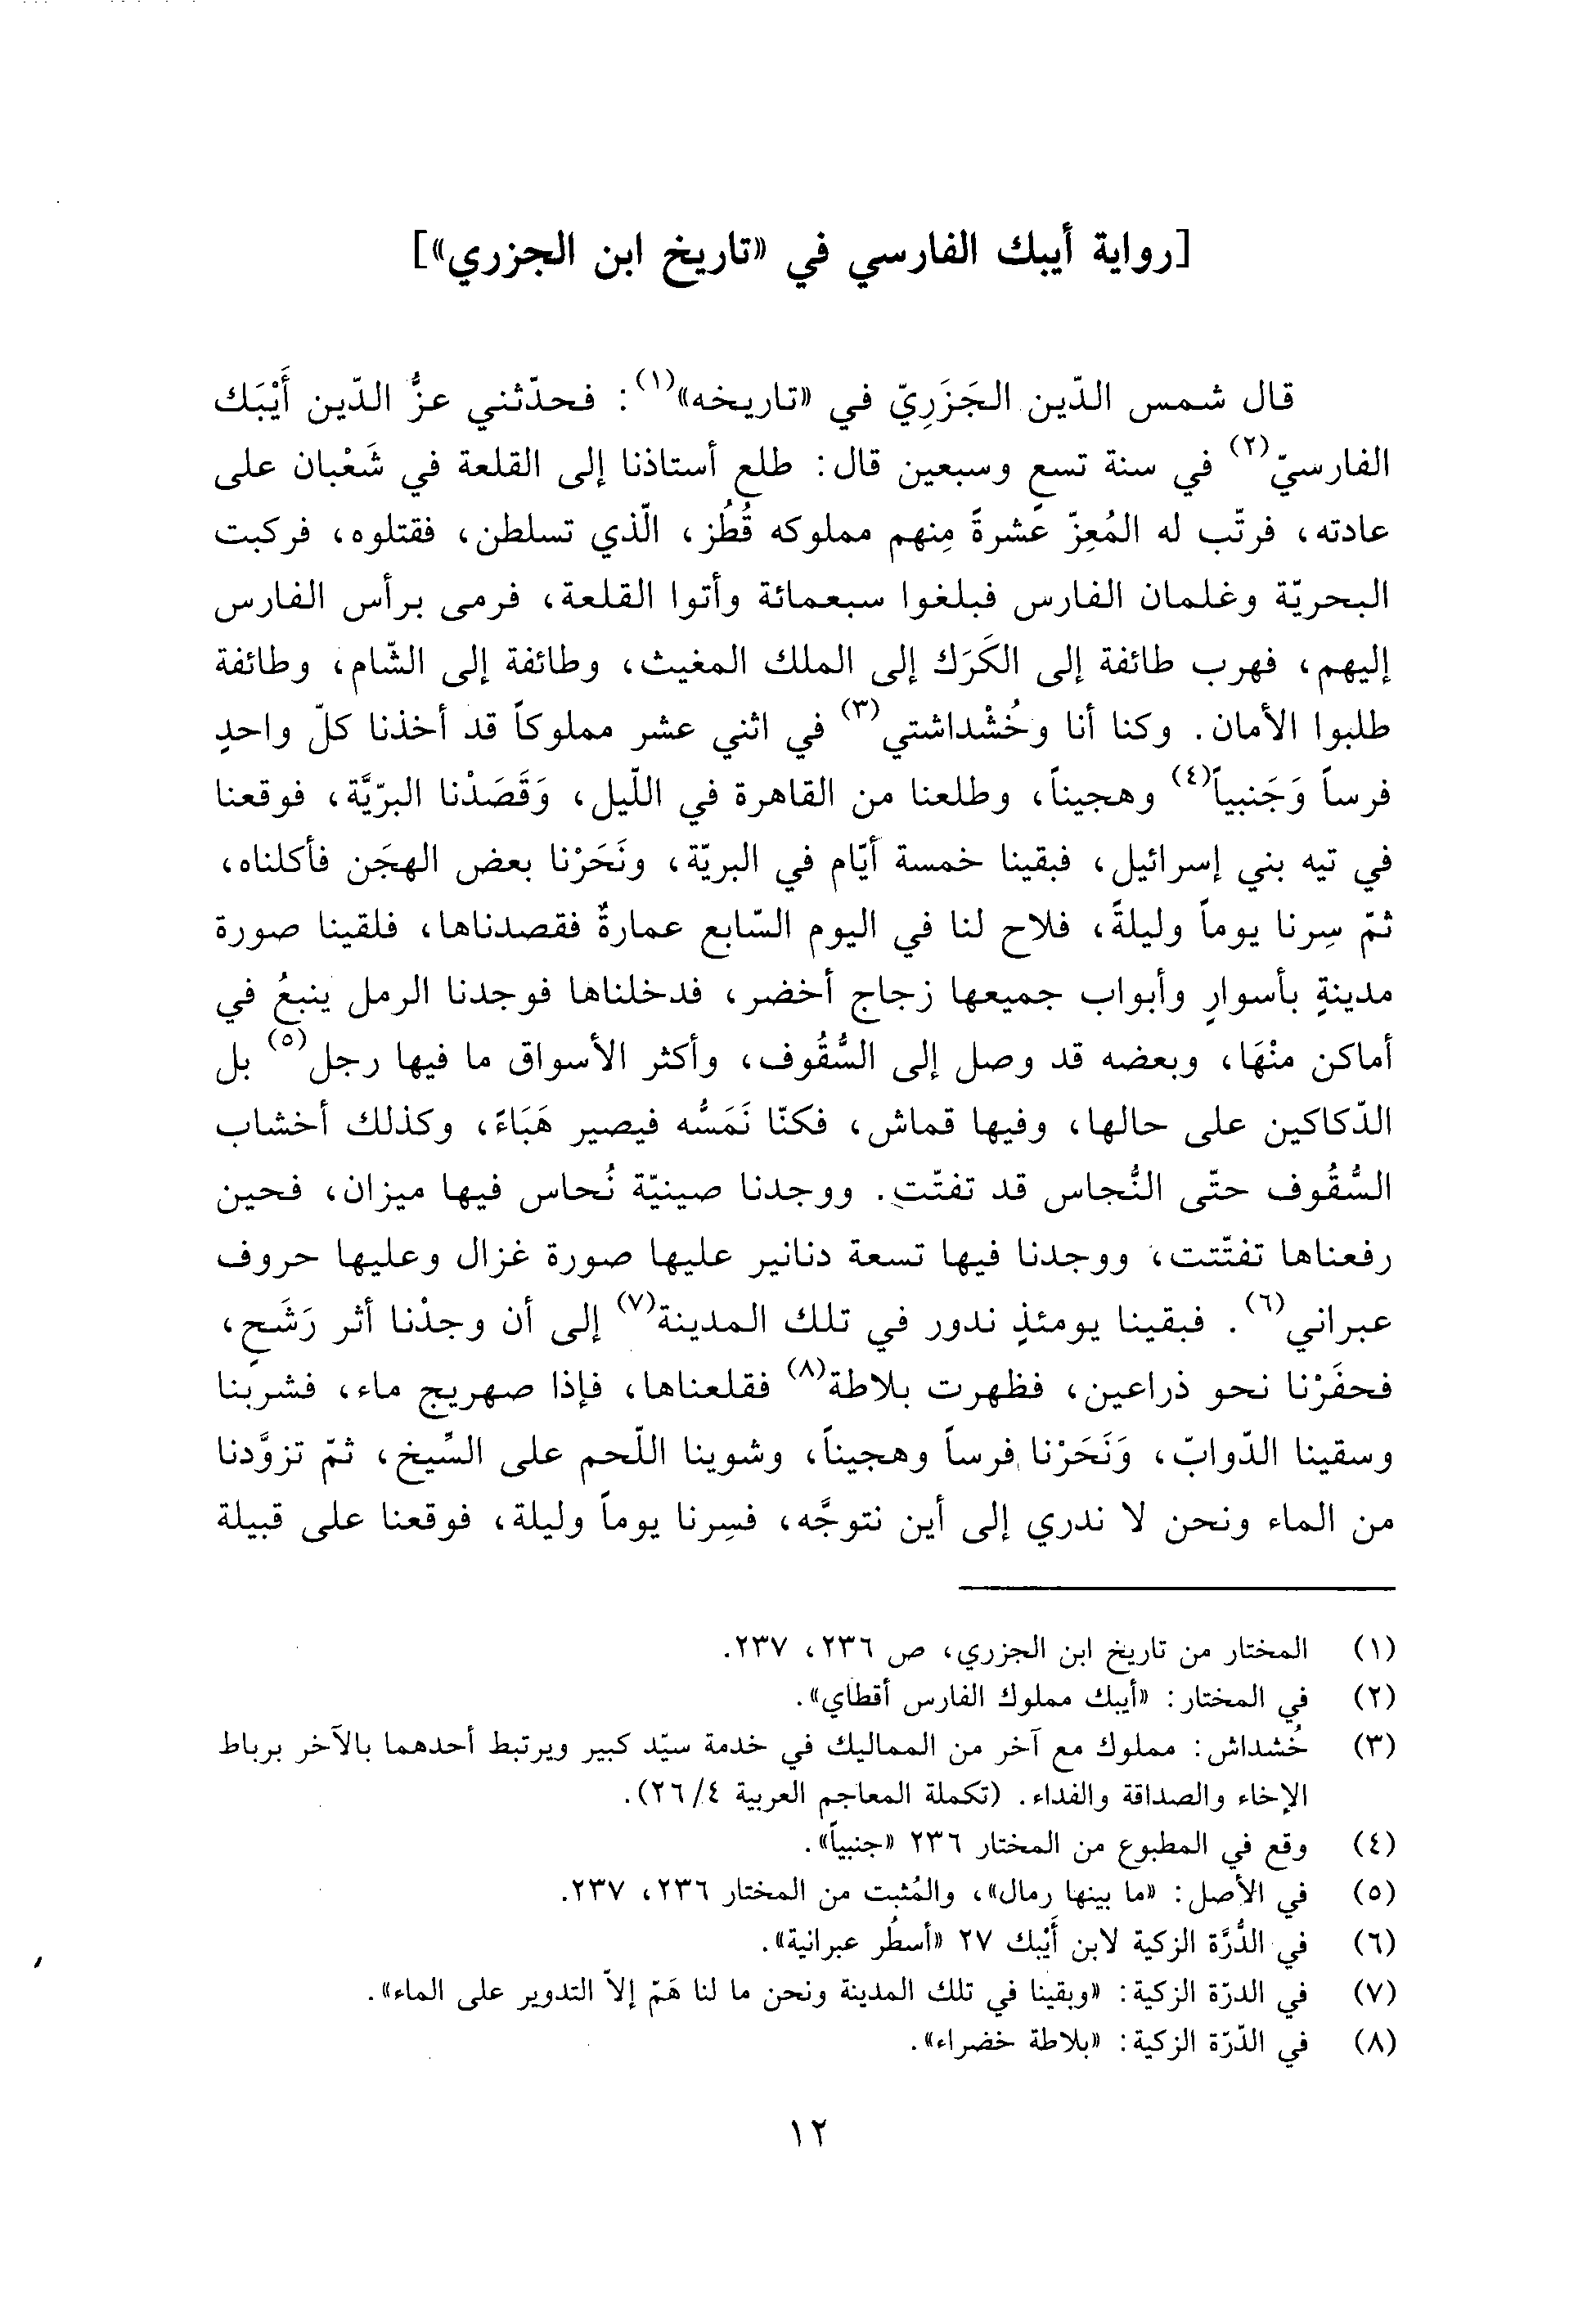 [رواية أيبك الفارسي في «تاريخ ابن الجزري»]
قال شمس الدّين الجَزَرِيّ في «تاريخه»(١): فحدّثني عزُّ الدّين أَيْبَك
الفارسيّ(٢) في سنة تسعٍ وسبعين قال: طلع أستاذنا إلى القلعة في شَعْبان على
عادته، فرتّب له المُعِزّ عشرةً مِنهم مملوكه قُطُز، الّذي تسلطن، فقتلوه، فركبت
البحريّة وغلمان الفارس فبلغوا سبعمائة وأتوا القلعة، فرمى برأس الفارس
إليهم، فهرب طائفة إلى الكَرَك إلى الملك المغيث، وطائفة إلى الشّام، وطائفة
طلبوا الأمان. وكنا أنا وخُشْداشتي(٣) في اثني عشر مملوكاً قد أخذنا كلّ واحدٍ
فرساً وَجَنبياً(٤) وهجيناً، وطلعنا من القاهرة في اللّيل، وَقَصَدْنا البرّيَّة، فوقعنا
في تيه بني إسرائيل، فبقينا خمسة أيّام في البريّة، ونَحَرْنا بعض الهجَن فأكلناه،
ثمّ سِرنا يوماً وليلةً، فلاح لنا في اليوم السّابع عمارةٌ فقصدناها، فلقينا صورة
مدينةٍ بأسوارٍ وأبواب جميعها زجاج أخضر، فدخلناها فوجدنا الرمل ينبعُ في
أماكن منْهَا، وبعضه قد وصل إلى السُّقُوف، وأكثر الأسواق ما فيها رجل(٥) بل
الدّكاكين على حالها، وفيها قماش، فكنّا نَمَسُّه فيصير هَبَاءً، وكذلك أخشاب
السُّقُوف حتّى النُّحاس قد تفتّت. ووجدنا صينيّة نُحاس فيها ميزان، فحين
رفعناها تفتّتت، ووجدنا فيها تسعة دنانير عليها صورة غزال وعليها حروف
عبراني(٦). فبقينا يومئذٍ ندور في تلك المدينة(٧) إلى أن وجدْنا أثر رَشَحٍ،
فحفَرْنا نحو ذراعين، فظهرت بلاطة(٨) فقلعناها، فإذا صهريج ماء، فشربنا
وسقينا الدّوابّ، وَنَحَرْنا فرساً وهجيناً، وشوينا اللّحم على السِّيخ، ثمّ تزوَّدنا
من الماء ونحن لا ندري إلى أين نتوجَّه، فسِرنا يوماً وليلة، فوقعنا على قبيلة
(١) المختار من تاريخ ابن الجزري، ص ٢٣٦، ٢٣٧.
(٢) في المختار: «أيبك مملوك الفارس أقطاي».
(٣) خُشداش: مملوك مع آخر من المماليك في خدمة سيّد كبير ويرتبط أحدهما بالآخر برباط
الإخاء والصداقة والفداء. (تكملة المعاجم العربية ٢٦/٤).
(٤) وقع في المطبوع من المختار ٢٣٦ «جنبياً».
(٥) في الأصل: «ما بينها رمال»، والمُثبت من المختار ٢٣٦، ٢٣٧.
(٦) في الدُّرَّة الزكية لابن أَيْبك ٢٧ «أسطُر عبرانية».
(٧) في الدرّة الزكية: «وبقينا في تلك المدينة ونحن ما لنا هَمّ إلاّ التدوير على الماء».
(٨) في الدّرّة الزكية: «بلاطة خضراء».
١٢